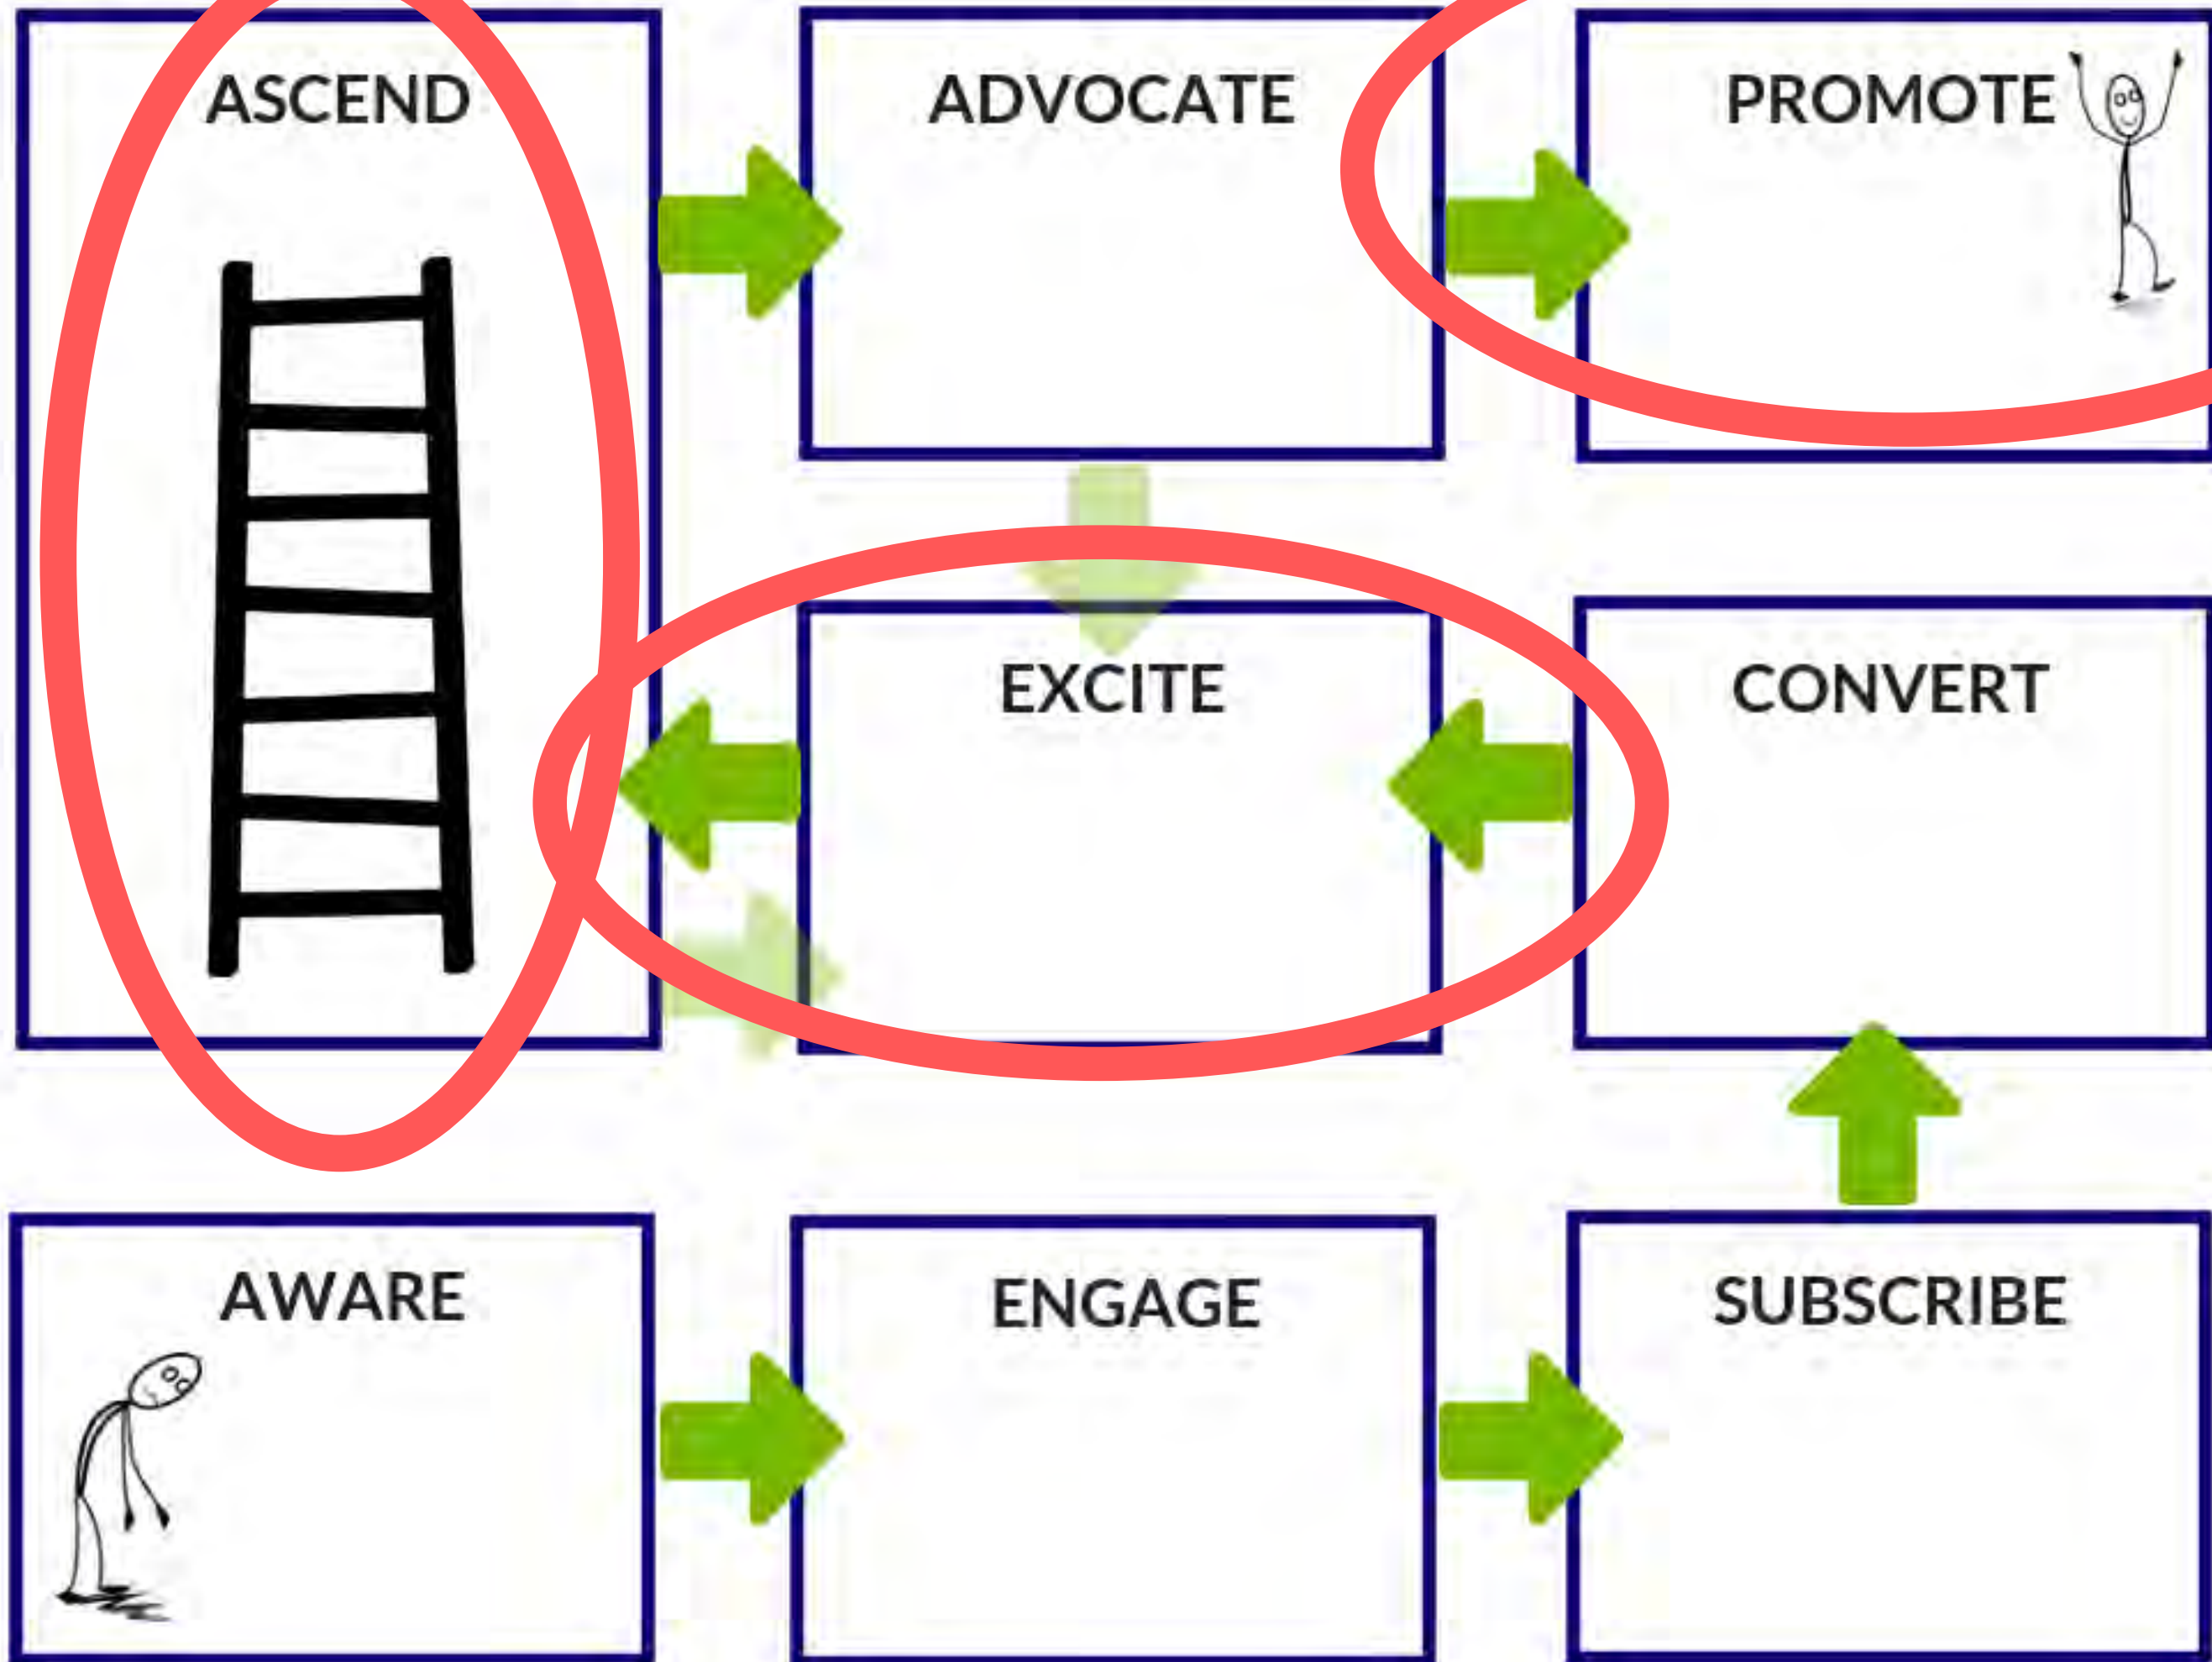 ASCEND
ADVOCATE
PROMOTE
EXCITE
CONVERT
AWARE
ENGAGE
SUBSCRIBE